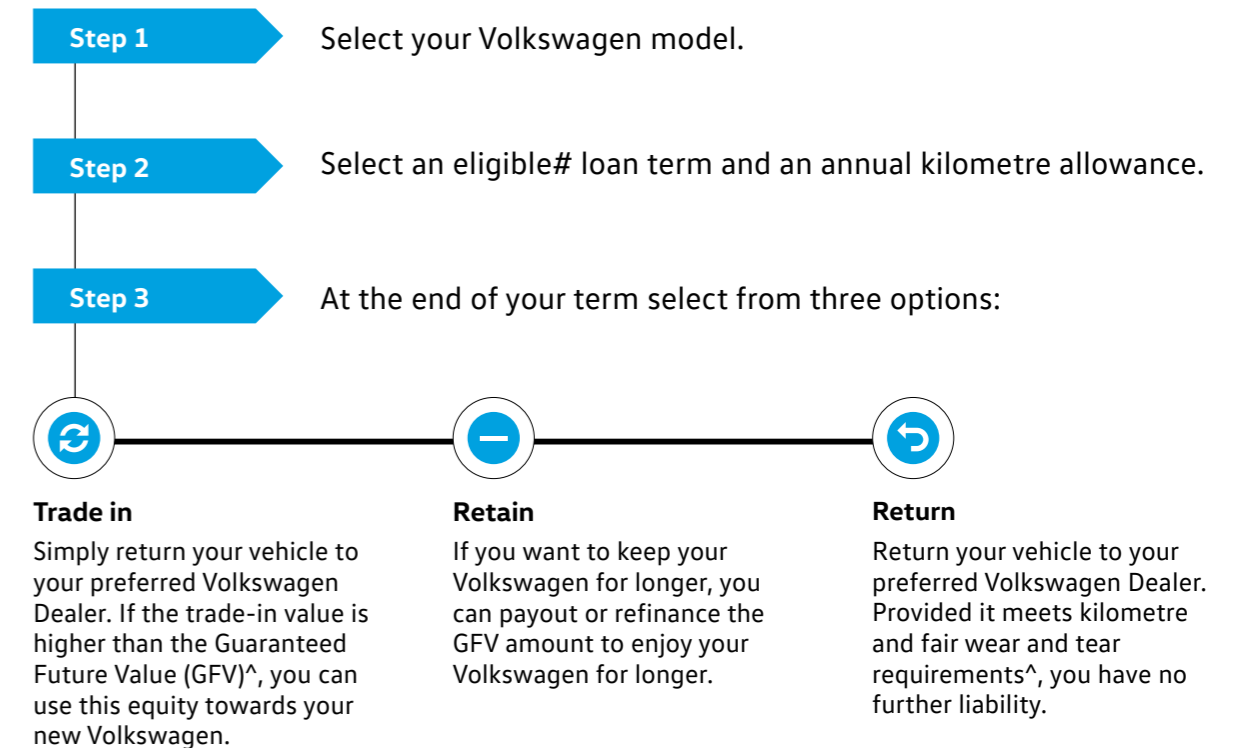 Step 1
Select your Volkswagen model.
Step 2
Select an eligible# loan term and an annual kilometre allowance.
Step 3
At the end of your term select from three options:
Trade in
Simply return your vehicle to
your preferred Volkswagen
Dealer. If the trade-in value is
higher than the Guaranteed
Future Value (GFV)^, you can
use this equity towards your
new Volkswagen.
Retain
If you want to keep your
Volkswagen for longer, you
can payout or refinance the
GFV amount to enjoy your
Volkswagen for longer.
Return
Return your vehicle to your
preferred Volkswagen Dealer.
Provided it meets kilometre
and fair wear and tear
requirements^, you have no
further liability.